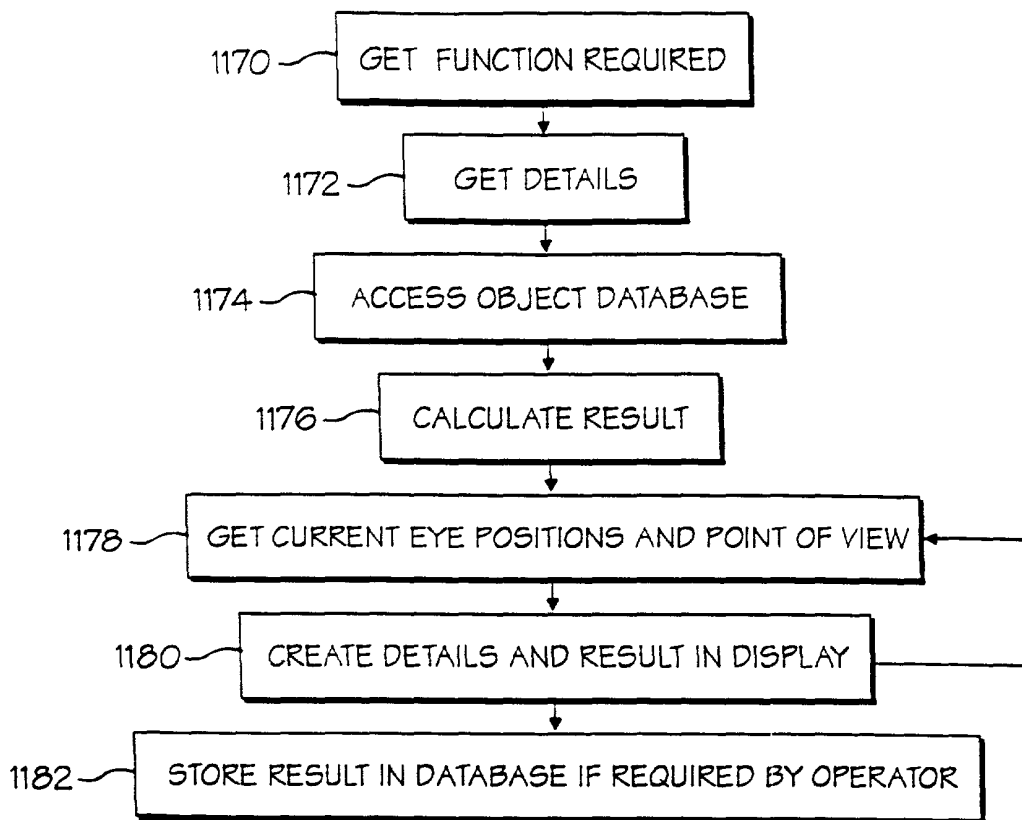 1170 GET FUNCTION REQUIRED
1172 GET DETAILS
1174 ACCESS OBJECT DATABASE
1176 CALCULATE RESULT
1178 GET CURRENT EYE POSITIONS AND POINT OF VIEW
1180 CREATE DETAILS AND RESULT IN DISPLAY
1182 STORE RESULT IN DATABASE IF REQUIRED BY OPERATOR